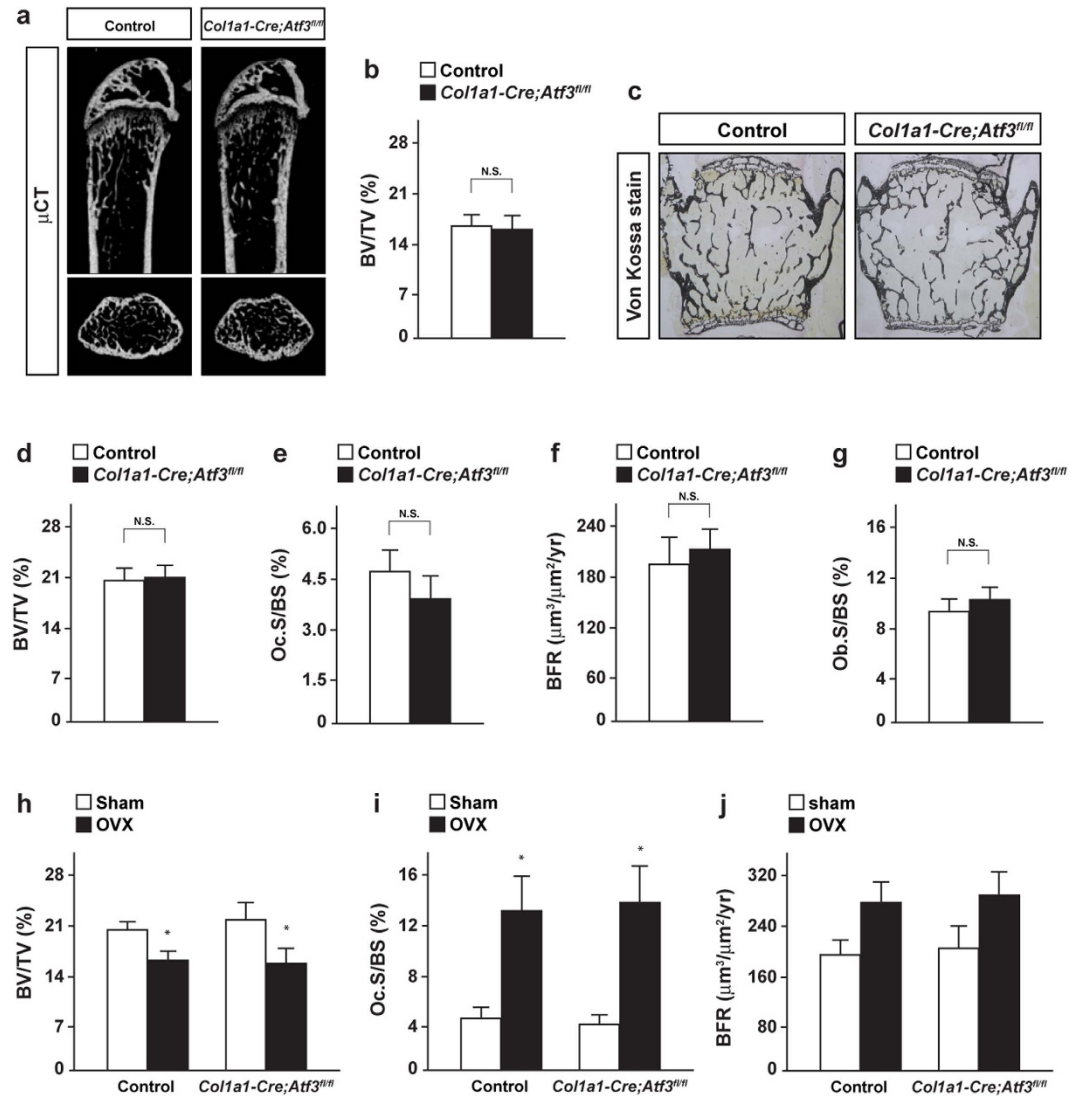 a
Control
Col1a1-Cre;Atf3fl/fl
μCT
b
Control
Col1a1-Cre;Atf3fl/fl
BV/TV (%)
28
21
14
7
0
N.S.
c
Control
Col1a1-Cre;Atf3fl/fl
Von Kossa stain
d
Control
Col1a1-Cre;Atf3fl/fl
BV/TV (%)
28
21
14
7
0
N.S.
e
Control
Col1a1-Cre;Atf3fl/fl
Oc.S/BS (%)
6.0
4.5
3.0
1.5
0
N.S.
f
Control
Col1a1-Cre;Atf3fl/fl
BFR (μm³/μm²/yr)
240
180
120
60
0
N.S.
g
Control
Col1a1-Cre;Atf3fl/fl
Ob.S/BS (%)
16
12
8
4
0
N.S.
h
Sham
OVX
BV/TV (%)
28
21
14
7
0
*
*
Control
Col1a1-Cre;Atf3fl/fl
i
Sham
OVX
Oc.S/BS (%)
16
12
8
4
0
*
*
Control
Col1a1-Cre;Atf3fl/fl
j
sham
OVX
BFR (μm³/μm²/yr)
320
240
160
80
0
Control
Col1a1-Cre;Atf3fl/fl